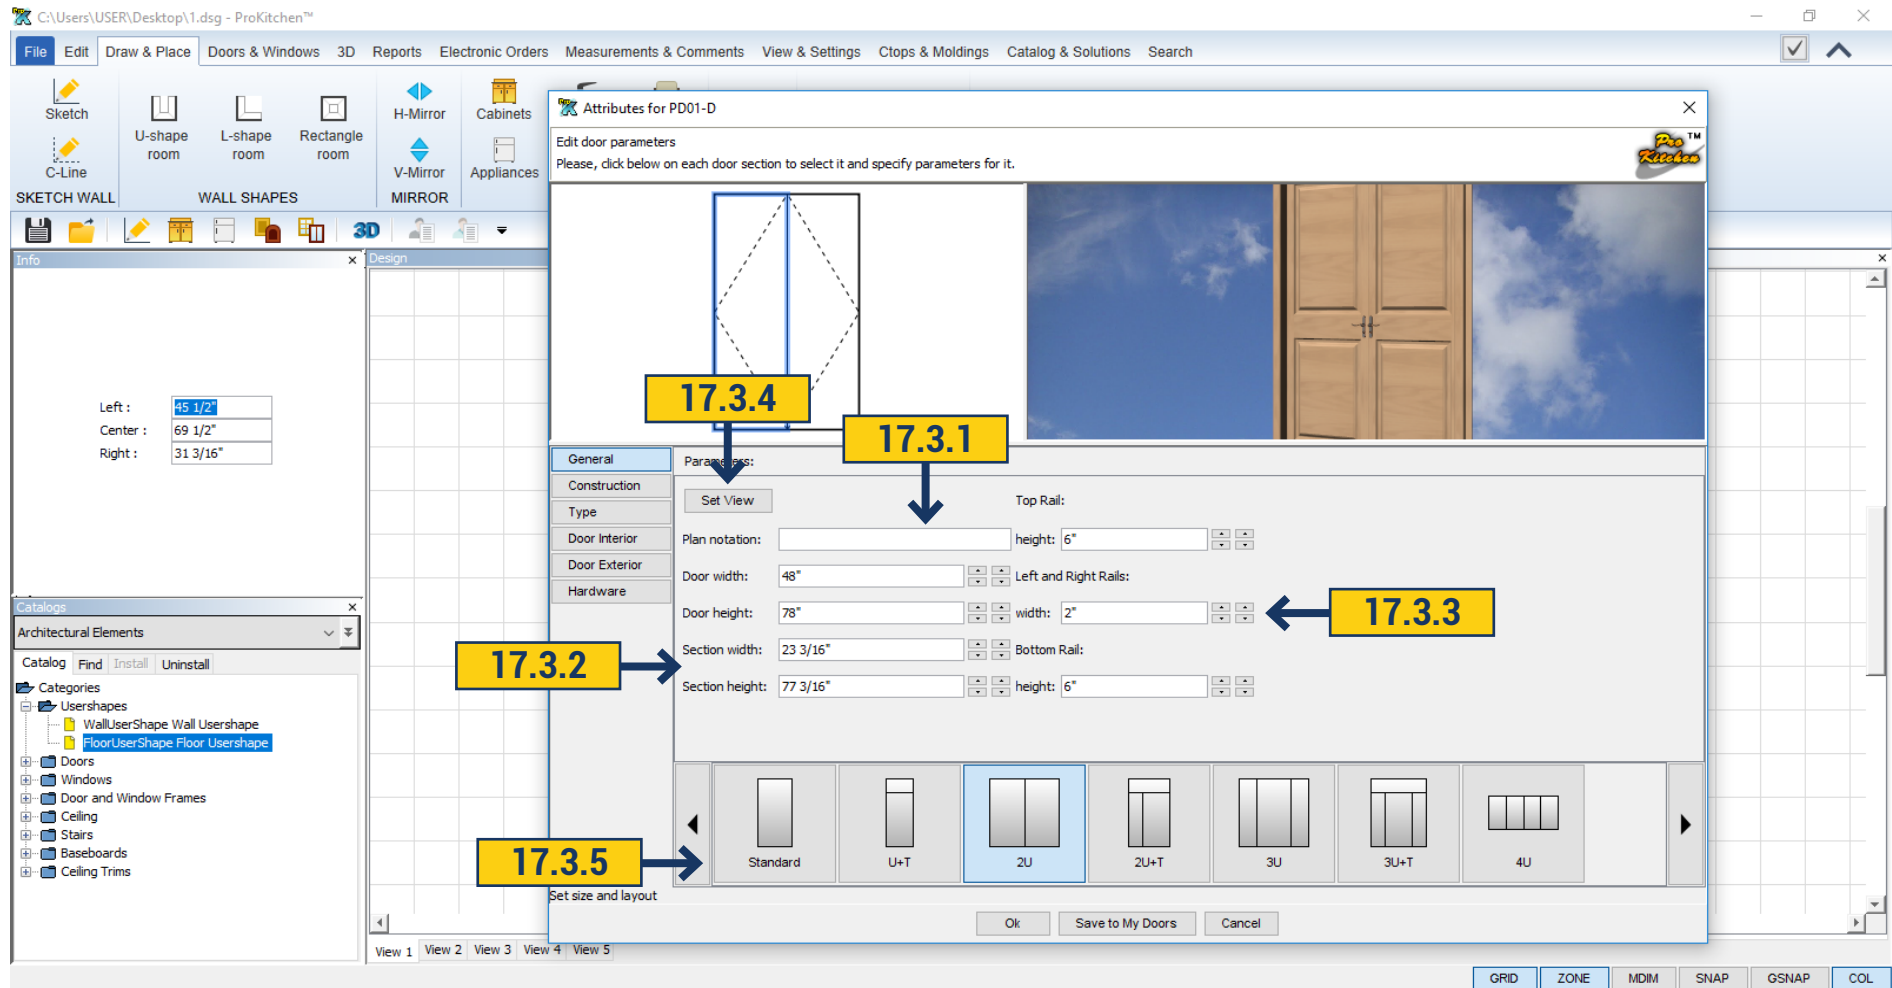 C:\Users\USER\Desktop\1.dsg - ProKitchen™
File Edit Draw & Place Doors & Windows 3D Reports Electronic Orders Measurements & Comments View & Settings Ctops & Moldings Catalog & Solutions Search
Sketch
C-Line
SKETCH WALL
U-shape room
L-shape room
Rectangle room
WALL SHAPES
H-Mirror
V-Mirror
MIRROR
Cabinets
Appliances
3D
Info
Left : 45 1/2"
Center : 69 1/2"
Right : 31 3/16"
Catalogs
Architectural Elements
Catalog Find Install Uninstall
Categories
Usershapes
WallUserShape Wall Usershape
FloorUserShape Floor Usershape
Doors
Windows
Door and Window Frames
Ceiling
Stairs
Baseboards
Ceiling Trims
Design
Attributes for PD01-D
Edit door parameters
Please, click below on each door section to select it and specify parameters for it.
Pro Kitchen ™
17.3.4
17.3.1
General
Construction
Type
Door Interior
Door Exterior
Hardware
Parameters:
Set View
Top Rail:
Plan notation:
height: 6"
Door width: 48"
Left and Right Rails:
Door height: 78"
width: 2"
17.3.3
Section width: 23 3/16"
Bottom Rail:
17.3.2
Section height: 77 3/16"
height: 6"
Standard U+T 2U 2U+T 3U 3U+T 4U
17.3.5
Set size and layout
Ok Save to My Doors Cancel
View 1 View 2 View 3 View 4 View 5
GRID ZONE MDIM SNAP GSNAP COL